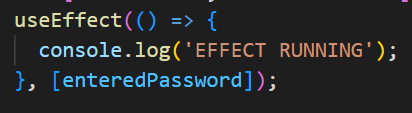 useEffect(() => {
  console.log('EFFECT RUNNING');
}, [enteredPassword]);